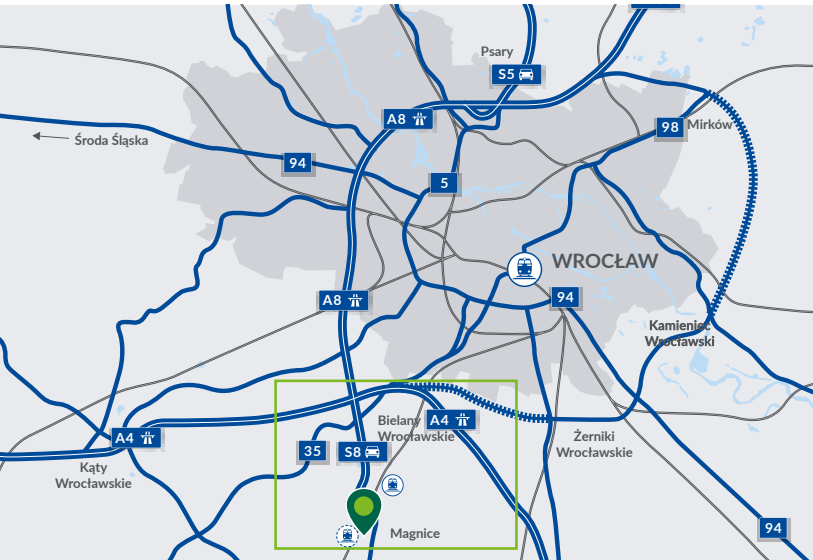 Psary
S5
A8
98
Mirków
Środa Śląska
94
5
WROCŁAW
A8
94
Kamieniec
Wrocławski
Bielany
Wrocławskie
A4
A4
35
S8
Żerniki
Wrocławskie
Kąty
Wrocławskie
94
Magnice